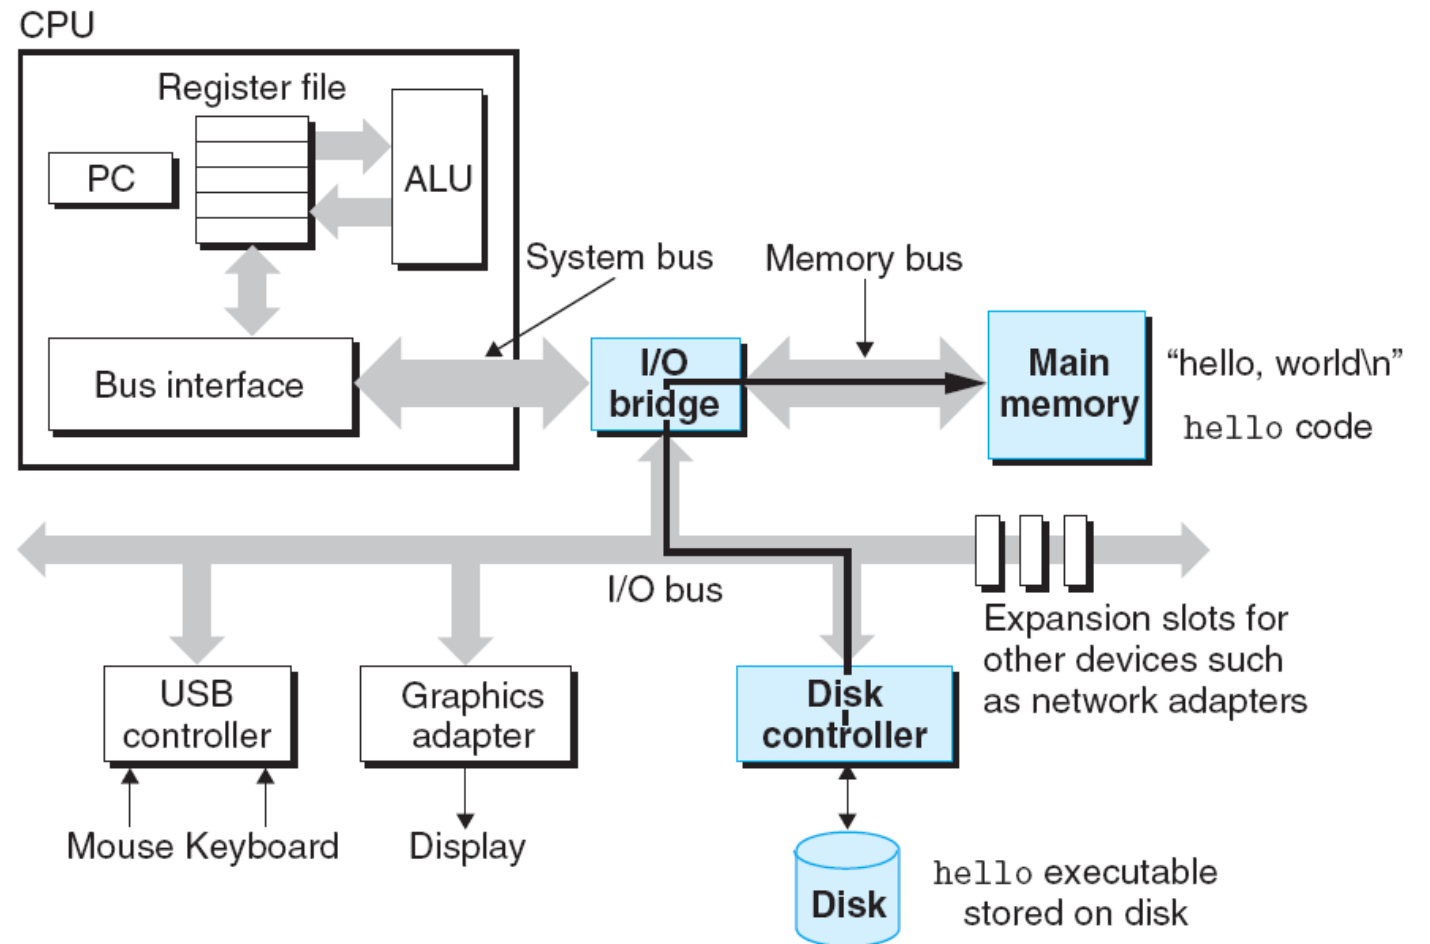 CPU
Register file
PC
ALU
System bus
Memory bus
Bus interface
I/O
bridge
Main
memory
“hello, world\n”
hello code
I/O bus
Expansion slots for
other devices such
as network adapters
USB
controller
Graphics
adapter
Disk
controller
Mouse Keyboard
Display
Disk
hello executable
stored on disk